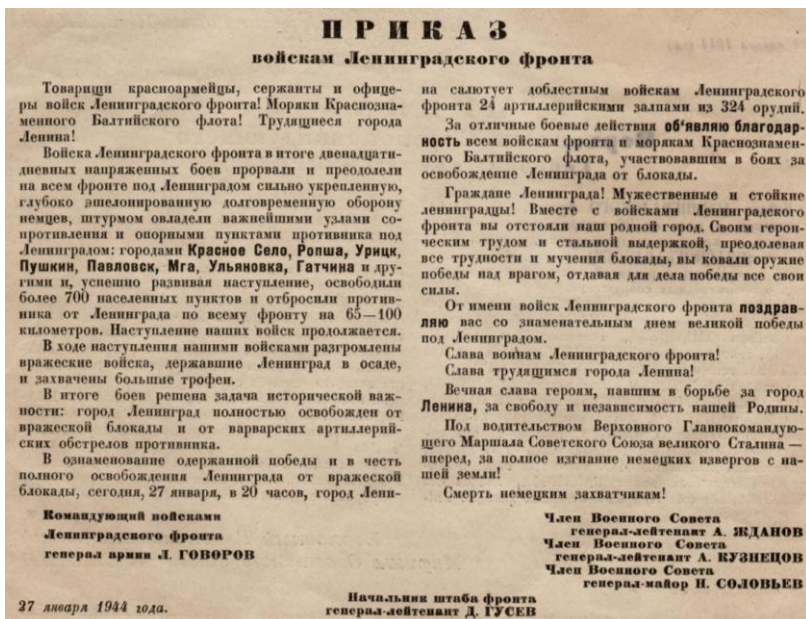 ПРИКАЗ
войскам Ленинградского фронта
Товарищи красноармейцы, сержанты и офице-
ры войск Ленинградского фронта! Моряки Краснозна-
менного Балтийского флота! Трудящиеся города
Ленина!
Войска Ленинградского фронта в итоге двенадцати-
дневных напряженных боев прорвали и преодолели
на всем фронте под Ленинградом сильно укрепленную,
глубоко эшелонированную долговременную оборону
немцев, штурмом овладели важнейшими узлами со-
противления и опорными пунктами противника под
Ленинградом: городами Красное Село, Ропша, Урицк,
Пушкин, Павловск, Мга, Ульяновка, Гатчина и дру-
гими и, успешно развивая наступление, освободили
более 700 населенных пунктов и отбросили против-
ника от Ленинграда по всему фронту на 65—100
километров. Наступление наших войск продолжается.
В ходе наступления нашими войсками разгромлены
вражеские войска, державшие Ленинград в осаде,
и захвачены большие трофеи.
В итоге боев решена задача исторической важ-
ности: город Ленинград полностью освобожден от
вражеской блокады и от варварских артиллерий-
ских обстрелов противника.
В ознаменование одержанной победы и в честь
полного освобождения Ленинграда от вражеской
блокады, сегодня, 27 января, в 20 часов, город Лени-
на салютует доблестным войскам Ленинградского
фронта 24 артиллерийскими залпами из 324 орудий.
За отличные боевые действия об'являю благодар-
ность всем войскам фронта и морякам Краснознамен-
ного Балтийского флота, участвовавшим в боях за
освобождение Ленинграда от блокады.
Граждане Ленинграда! Мужественные и стойкие
ленинградцы! Вместе с войсками Ленинградского
фронта вы отстояли наш родной город. Своим герои-
ческим трудом и стальной выдержкой, преодолевая
все трудности и мучения блокады, вы ковали оружие
победы над врагом, отдавая для дела победы все свои
силы.
От имени войск Ленинградского фронта поздрав-
ляю вас со знаменательным днем великой победы
под Ленинградом.
Слава воинам Ленинградского фронта!
Слава трудящимся города Ленина!
Вечная слава героям, павшим в борьбе за город
Ленина, за свободу и независимость нашей Родины.
Под водительством Верховного Главнокомандую-
щего Маршала Советского Союза великого Сталина —
вперед, за полное изгнание немецких извергов с на-
шей земли!
Смерть немецким захватчикам!
Командующий войсками
Ленинградского фронта
генерал армии Л. ГОВОРОВ
Член Военного Совета
генерал-лейтенант А. ЖДАНОВ
Член Военного Совета
генерал-лейтенант А. КУЗНЕЦОВ
Член Военного Совета
генерал-майор Н. СОЛОВЬЕВ
Начальник штаба фронта
генерал-лейтенант Д. ГУСЕВ
27 января 1944 года.